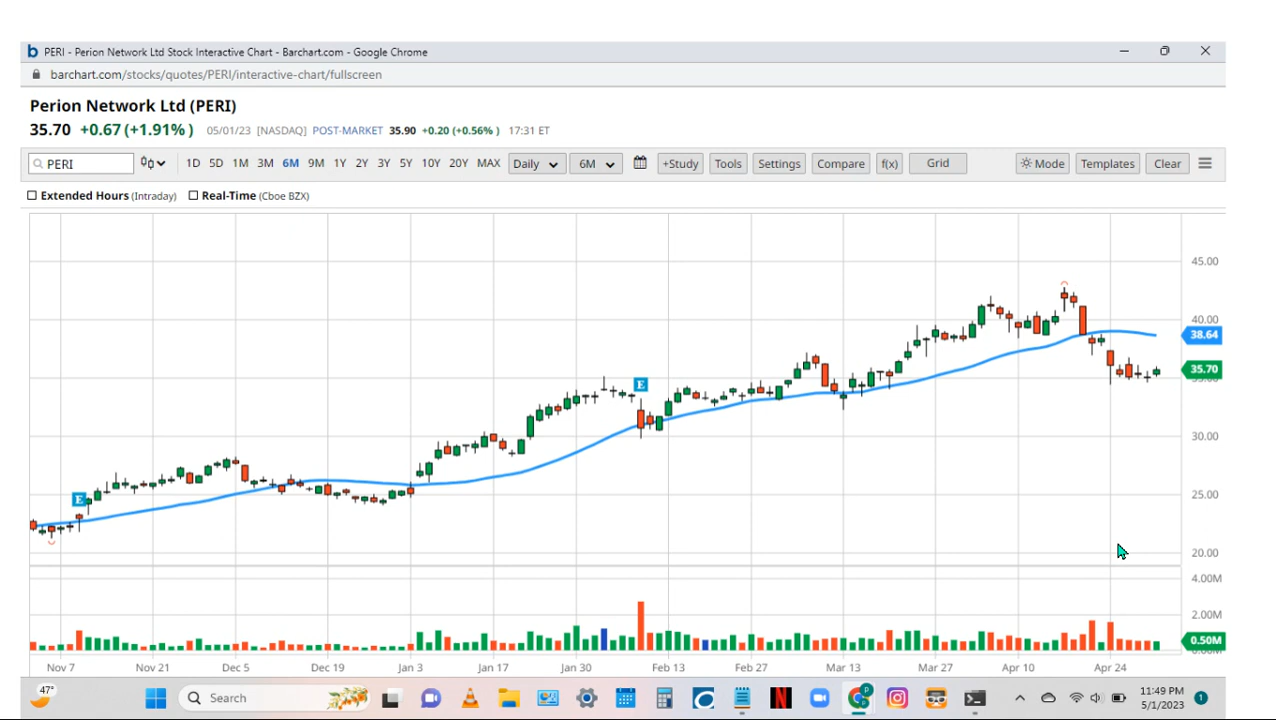 PERI - Perion Network Ltd Stock Interactive Chart - Barchart.com - Google Chrome
barchart.com/stocks/quotes/PERI/interactive-chart/fullscreen
Perion Network Ltd (PERI)
35.70 +0.67 (+1.91%) 05/01/23 [NASDAQ] POST-MARKET 35.90 +0.20 (+0.56%) 17:31 ET
PERI 1D 5D 1M 3M 6M 9M 1Y 2Y 3Y 5Y 10Y 20Y MAX Daily 6M +Study Tools Settings Compare f(x) Grid Mode Templates Clear
Extended Hours (Intraday) Real-Time (Cboe BZX)
45.00
40.00
38.64
35.70
E
30.00
E 25.00
20.00
4.00M
2.00M
0.50M
Nov 7 Nov 21 Dec 5 Dec 19 Jan 3 Jan 17 Jan 30 Feb 13 Feb 27 Mar 13 Mar 27 Apr 10 Apr 24
47° Search 11:49 PM
5/1/2023 1